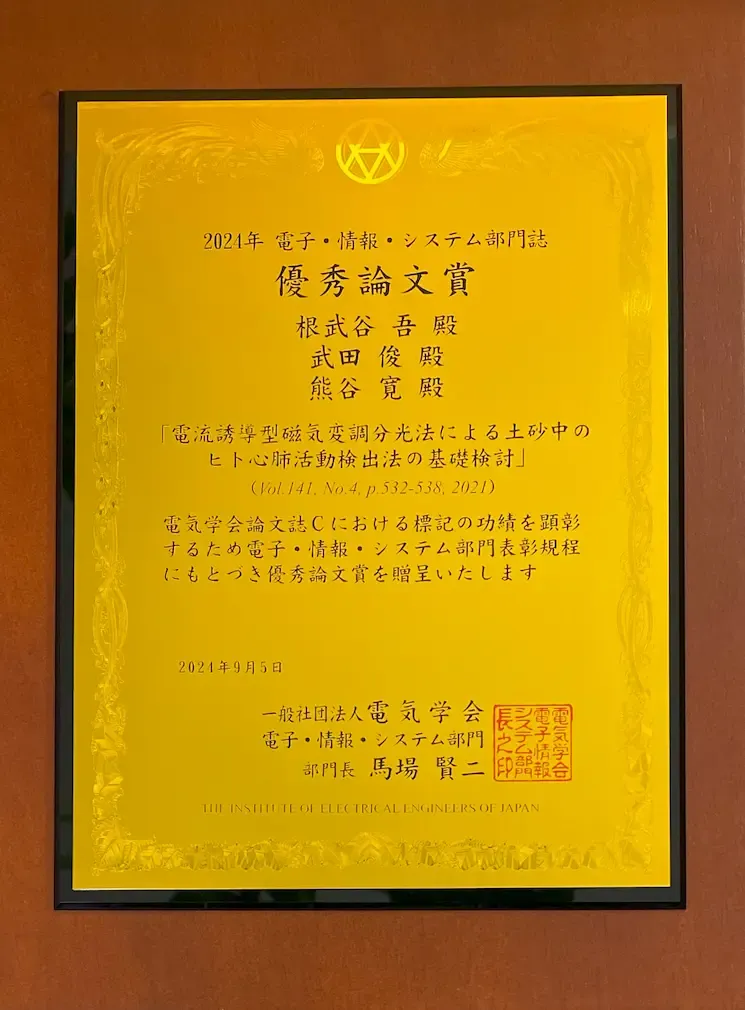 2024年 電子・情報・システム部門誌
優秀論文賞
根武谷 吾 殿
武田 俊 殿
熊谷 寛 殿
「電流誘導型磁気変調分光法による土砂中の
ヒト心肺活動検出法の基礎検討」
(Vol.141, No.4, p.532-538, 2021)
電気学会論文誌Cにおける標記の功績を顕彰
するため電子・情報・システム部門表彰規程
にもとづき優秀論文賞を贈呈いたします
2024年9月5日
一般社団法人 電気学会
電子・情報・システム部門
部門長 馬場 賢二
電気学会
電子情報
システム部門
長之印
THE INSTITUTE OF ELECTRICAL ENGINEERS OF JAPAN